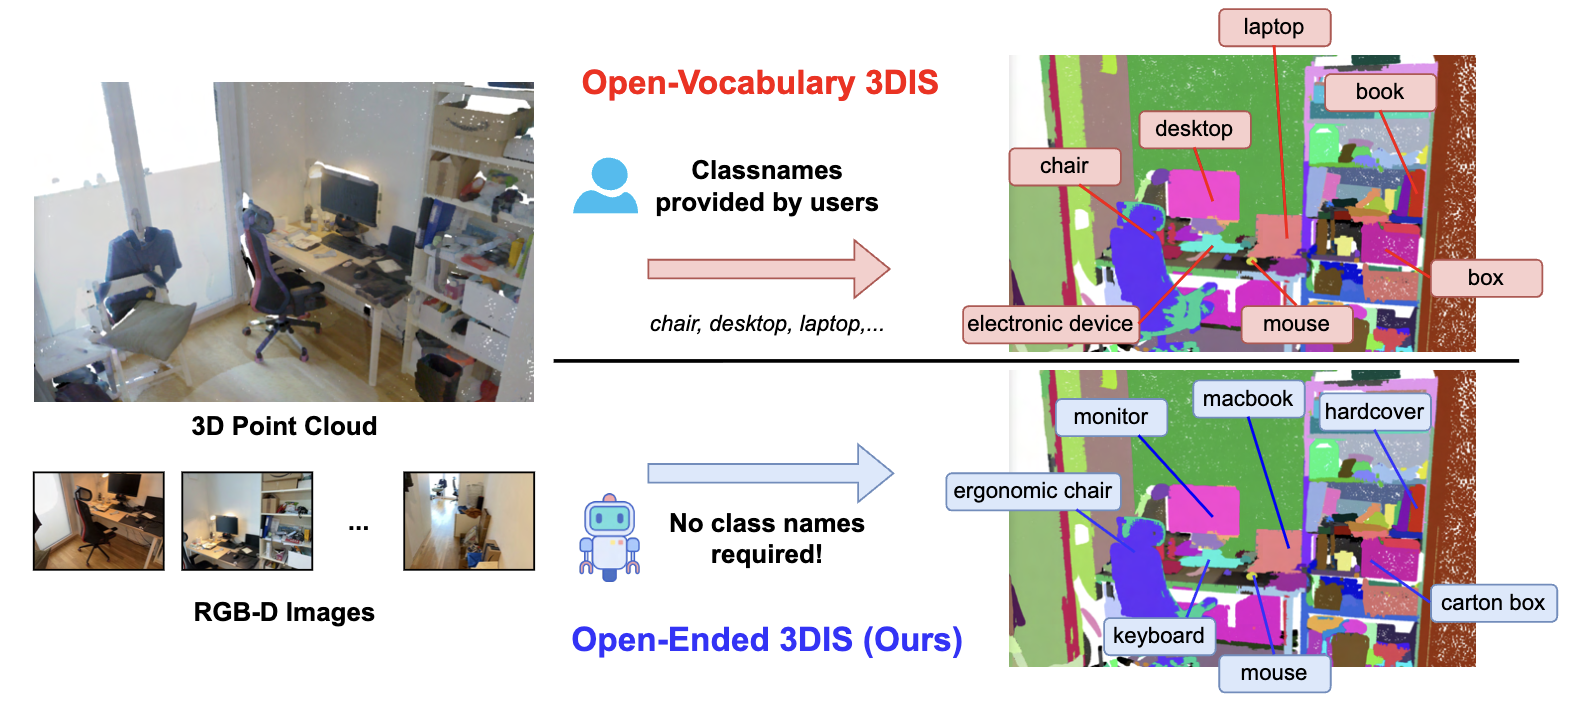 3D Point Cloud
...
RGB-D Images
Open-Vocabulary 3DIS
Classnames
provided by users
chair, desktop, laptop,...
laptop
book
desktop
chair
box
electronic device
mouse
No class names
required!
Open-Ended 3DIS (Ours)
macbook
hardcover
monitor
ergonomic chair
carton box
keyboard
mouse